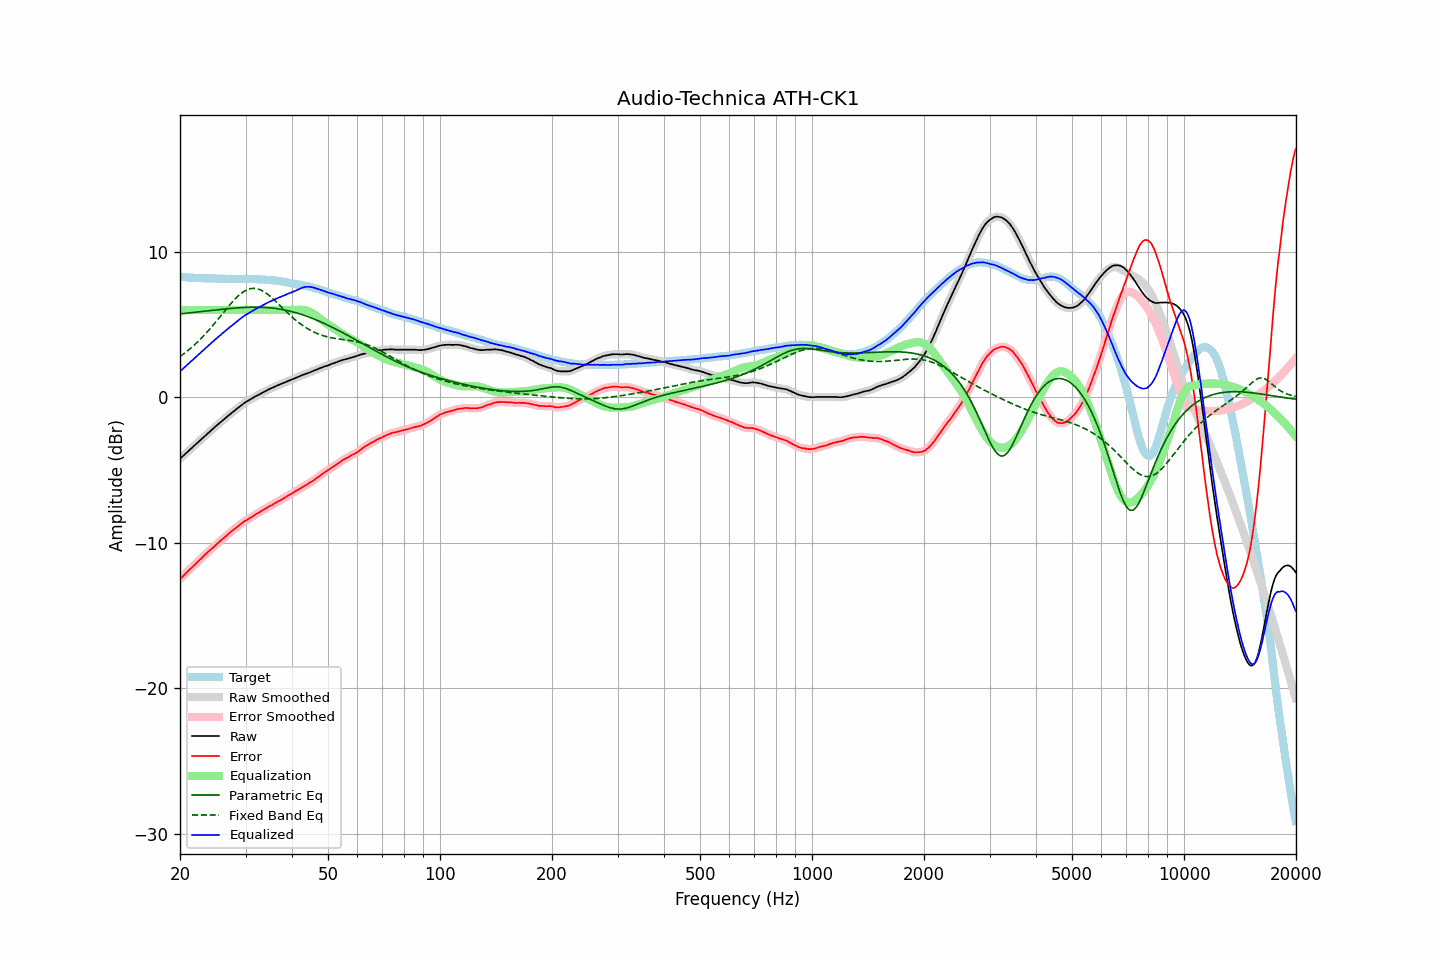 Audio-Technica ATH-CK1
Amplitude (dBr)
10
0
−10
−20
−30
Target
Raw Smoothed
Error Smoothed
Raw
Error
Equalization
Parametric Eq
Fixed Band Eq
Equalized
20 50 100 200 500 1000 2000 5000 10000 20000
Frequency (Hz)